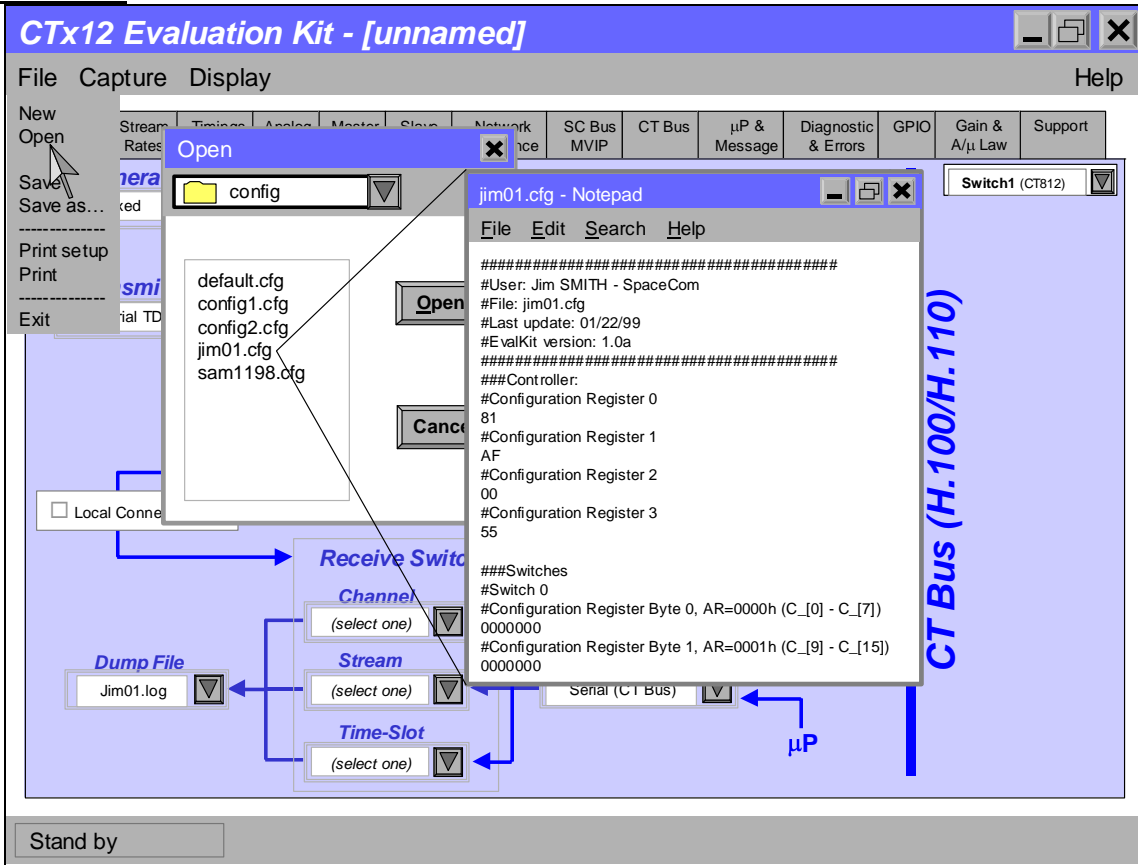 CTx12 Evaluation Kit - [unnamed]
File Capture Display Help
New
Open
Save
Save as...
--------------
Print setup
Print
--------------
Exit
Stream
Rates
Timings
Analog
Master
Slave
Network
SC Bus
MVIP
CT Bus
µP &
Message
Diagnostic
& Errors
GPIO
Gain &
A/µ Law
Support
Switch1 (CT812)
Open
config
default.cfg
config1.cfg
config2.cfg
jim01.cfg
sam1198.cfg
Open
jim01.cfg - Notepad
File Edit Search Help
##########################################
#User: Jim SMITH - SpaceCom
#File: jim01.cfg
#Last update: 01/22/99
#EvalKit version: 1.0a
##########################################
###Controller:
#Configuration Register 0
81
#Configuration Register 1
AF
#Configuration Register 2
00
#Configuration Register 3
55
###Switches
#Switch 0
#Configuration Register Byte 0, AR=0000h (C_[0] - C_[7])
0000000
#Configuration Register Byte 1, AR=0001h (C_[9] - C_[15])
0000000
CT Bus (H.100/H.110)
Local Conne
Receive Switc
Channel
(select one)
Stream
(select one)
Time-Slot
(select one)
Dump File
Jim01.log
Serial (CT Bus)
µP
Stand by